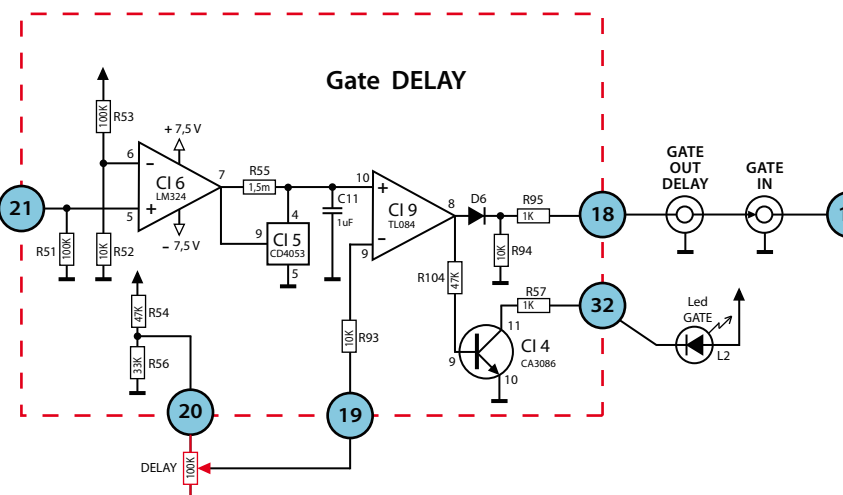 Gate DELAY
100K
R53
+ 7,5 V
6
−
CI 6
LM324
7
R55
1,5m
10
+
C11
1uF
CI 9
TL084
8
D6
R95
1K
GATE
OUT
DELAY
GATE
IN
21
5
+
− 7,5 V
4
9
CI 5
CD4053
5
−
9
18
1
R51
100K
10K
R52
R104
47K
10K
R94
R54
47K
R57
1K
32
Led
GATE
L2
R56
33K
10K
R93
11
CI 4
CA3086
9
10
20
19
DELAY
100K